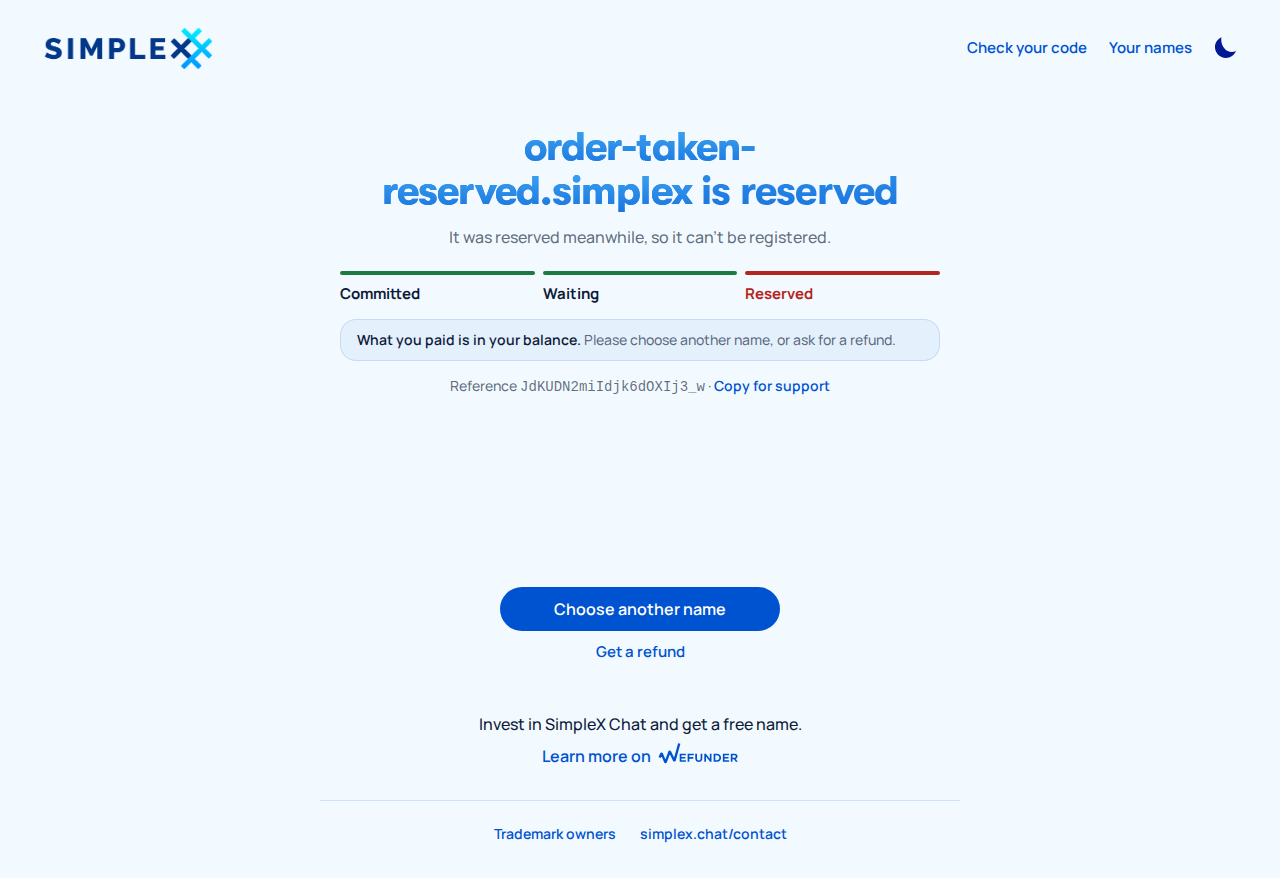 SIMPLEX
Check your code
Your names
order-taken-
reserved.simplex is reserved
It was reserved meanwhile, so it can't be registered.
Committed
Waiting
Reserved
What you paid is in your balance. Please choose another name, or ask for a refund.
Reference JdKUDN2miIdjk6dOXIj3_w · Copy for support
Choose another name
Get a refund
Invest in SimpleX Chat and get a free name.
Learn more on WEFUNDER
Trademark owners
simplex.chat/contact